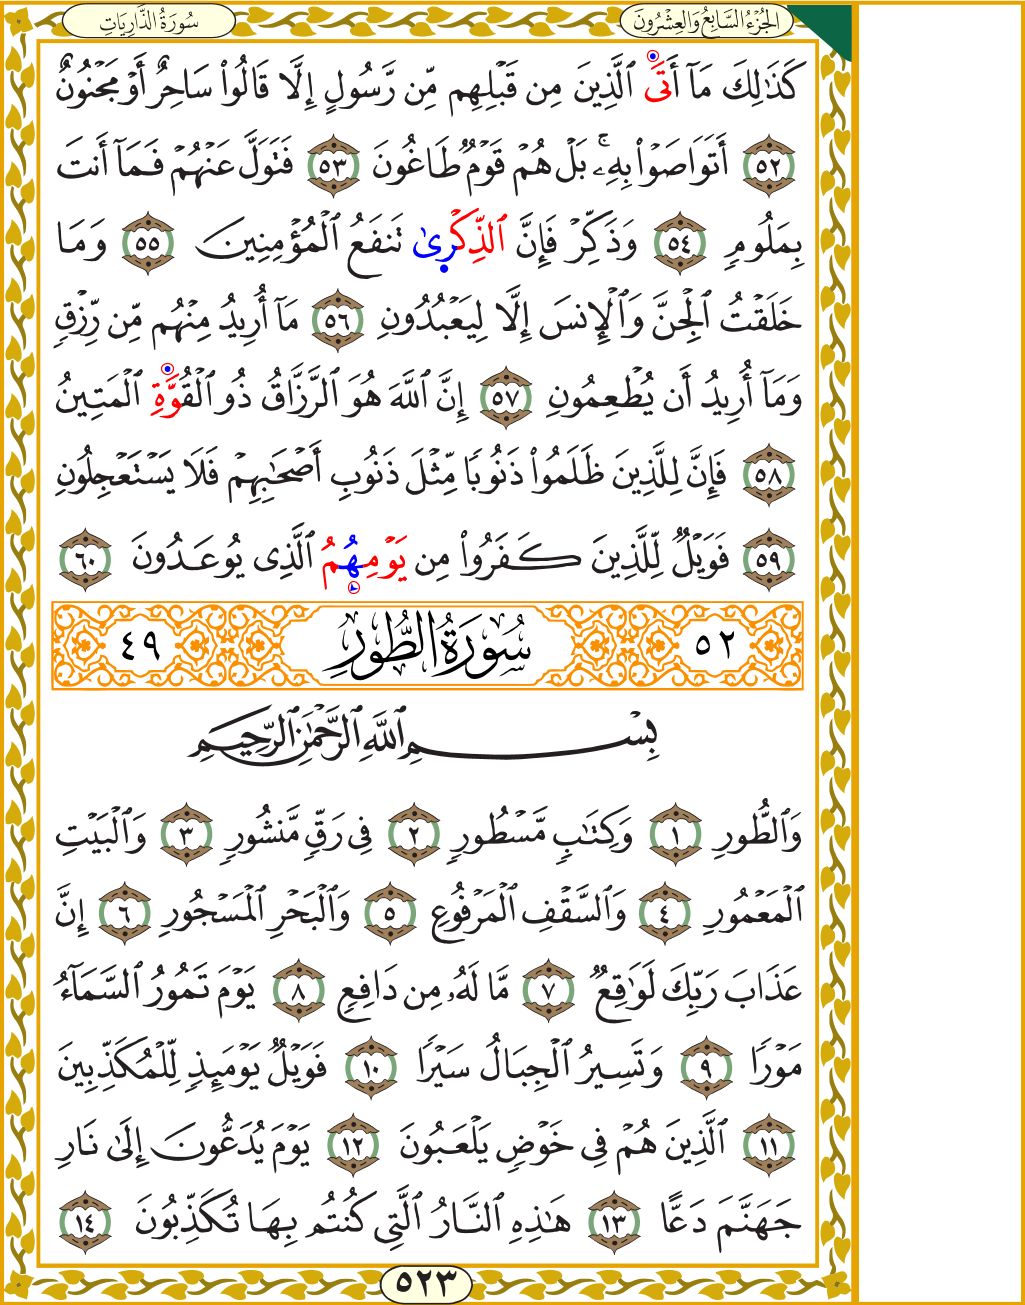 الجُزْءُ السَّابِعُ وَالعِشْرُونَ
سُورَةُ الذَّارِيَاتِ
كَذَٰلِكَ مَآ أَتَى ٱلَّذِينَ مِن قَبْلِهِم مِّن رَّسُولٍ إِلَّا قَالُوا۟ سَاحِرٌ أَوْ مَجْنُونٌ
٥٢ أَتَوَاصَوْا۟ بِهِۦ ۚ بَلْ هُمْ قَوْمٌ طَاغُونَ ٥٣ فَتَوَلَّ عَنْهُمْ فَمَآ أَنتَ
بِمَلُومٍ ٥٤ وَذَكِّرْ فَإِنَّ ٱلذِّكْرَىٰ تَنفَعُ ٱلْمُؤْمِنِينَ ٥٥ وَمَا
خَلَقْتُ ٱلْجِنَّ وَٱلْإِنسَ إِلَّا لِيَعْبُدُونِ ٥٦ مَآ أُرِيدُ مِنْهُم مِّن رِّزْقٍ
وَمَآ أُرِيدُ أَن يُطْعِمُونِ ٥٧ إِنَّ ٱللَّهَ هُوَ ٱلرَّزَّاقُ ذُو ٱلْقُوَّةِ ٱلْمَتِينُ
٥٨ فَإِنَّ لِلَّذِينَ ظَلَمُوا۟ ذَنُوبًا مِّثْلَ ذَنُوبِ أَصْحَٰبِهِمْ فَلَا يَسْتَعْجِلُونِ
٥٩ فَوَيْلٌ لِّلَّذِينَ كَفَرُوا۟ مِن يَوْمِهِمُ ٱلَّذِى يُوعَدُونَ ٦٠
٥٢ سُورَةُ الطُّورِ ٤٩
بِسْمِ ٱللَّهِ ٱلرَّحْمَٰنِ ٱلرَّحِيمِ
وَٱلطُّورِ ١ وَكِتَٰبٍ مَّسْطُورٍ ٢ فِى رَقٍّ مَّنشُورٍ ٣ وَٱلْبَيْتِ
ٱلْمَعْمُورِ ٤ وَٱلسَّقْفِ ٱلْمَرْفُوعِ ٥ وَٱلْبَحْرِ ٱلْمَسْجُورِ ٦ إِنَّ
عَذَابَ رَبِّكَ لَوَٰقِعٌ ٧ مَّا لَهُۥ مِن دَافِعٍ ٨ يَوْمَ تَمُورُ ٱلسَّمَآءُ
مَوْرًا ٩ وَتَسِيرُ ٱلْجِبَالُ سَيْرًا ١٠ فَوَيْلٌ يَوْمَئِذٍ لِّلْمُكَذِّبِينَ
١١ ٱلَّذِينَ هُمْ فِى خَوْضٍ يَلْعَبُونَ ١٢ يَوْمَ يُدَعُّونَ إِلَىٰ نَارِ
جَهَنَّمَ دَعًّا ١٣ هَٰذِهِ ٱلنَّارُ ٱلَّتِى كُنتُم بِهَا تُكَذِّبُونَ ١٤
٥٢٣